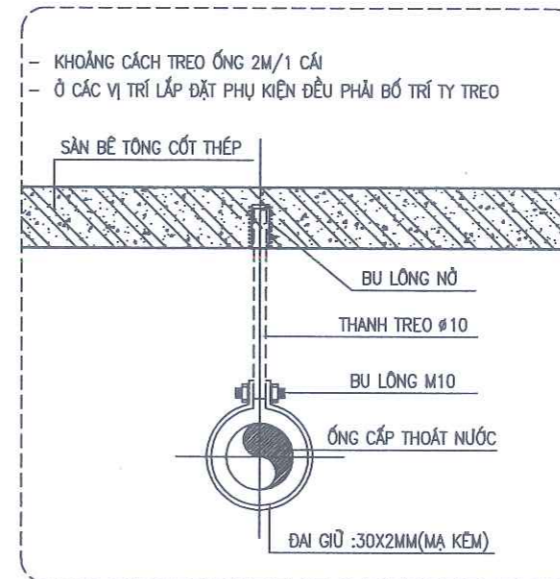 - KHOẢNG CÁCH TREO ỐNG 2M/1 CÁI
- Ở CÁC VỊ TRÍ LẮP ĐẶT PHỤ KIỆN ĐỀU PHẢI BỐ TRÍ TY TREO
SÀN BÊ TÔNG CỐT THÉP
BU LÔNG NỞ
THANH TREO ø10
BU LÔNG M10
ỐNG CẤP THOÁT NƯỚC
ĐAI GIỮ :30X2MM(MẠ KẼM)